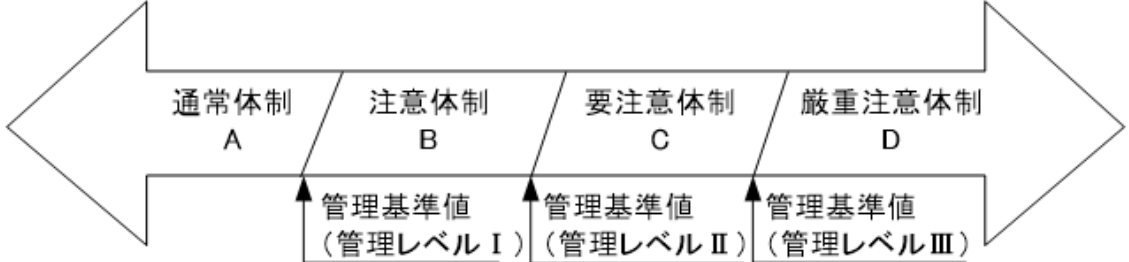 通常体制
A
注意体制
B
要注意体制
C
厳重注意体制
D
管理基準値
(管理レベルⅠ)
管理基準値
(管理レベルⅡ)
管理基準値
(管理レベルⅢ)